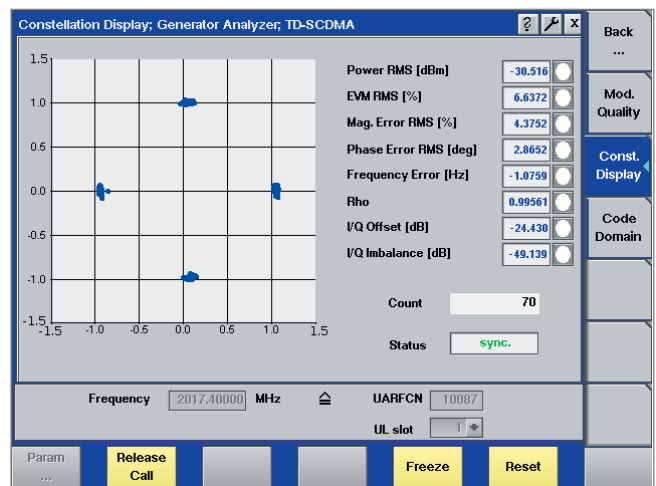 Constellation Display; Generator Analyzer; TD-SCDMA ? x
Back
...
Mod.
Quality
Const.
Display
Code
Domain
1.5
1.0
0.5
0.0
-0.5
-1.0
-1.5
-1.5 -1.0 -0.5 0.0 0.5 1.0 1.5
Power RMS [dBm] -30.516
EVM RMS [%] 6.6372
Mag. Error RMS [%] 4.3752
Phase Error RMS [deg] 2.8652
Frequency Error [Hz] -1.0759
Rho 0.99561
I/Q Offset [dB] -24.430
I/Q Imbalance [dB] -49.139
Count 70
Status sync.
Frequency 2017.40000 MHz ≙ UARFCN 10087
UL slot 1
Param
...
Release
Call
Freeze
Reset